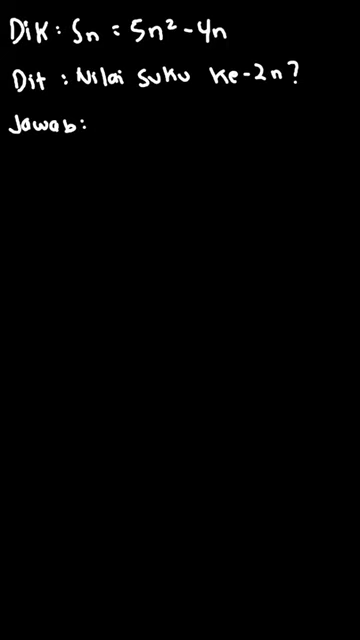 Dik : Sn = 5n² - 4n
Dit : Nilai suku ke-2n?
Jawab :